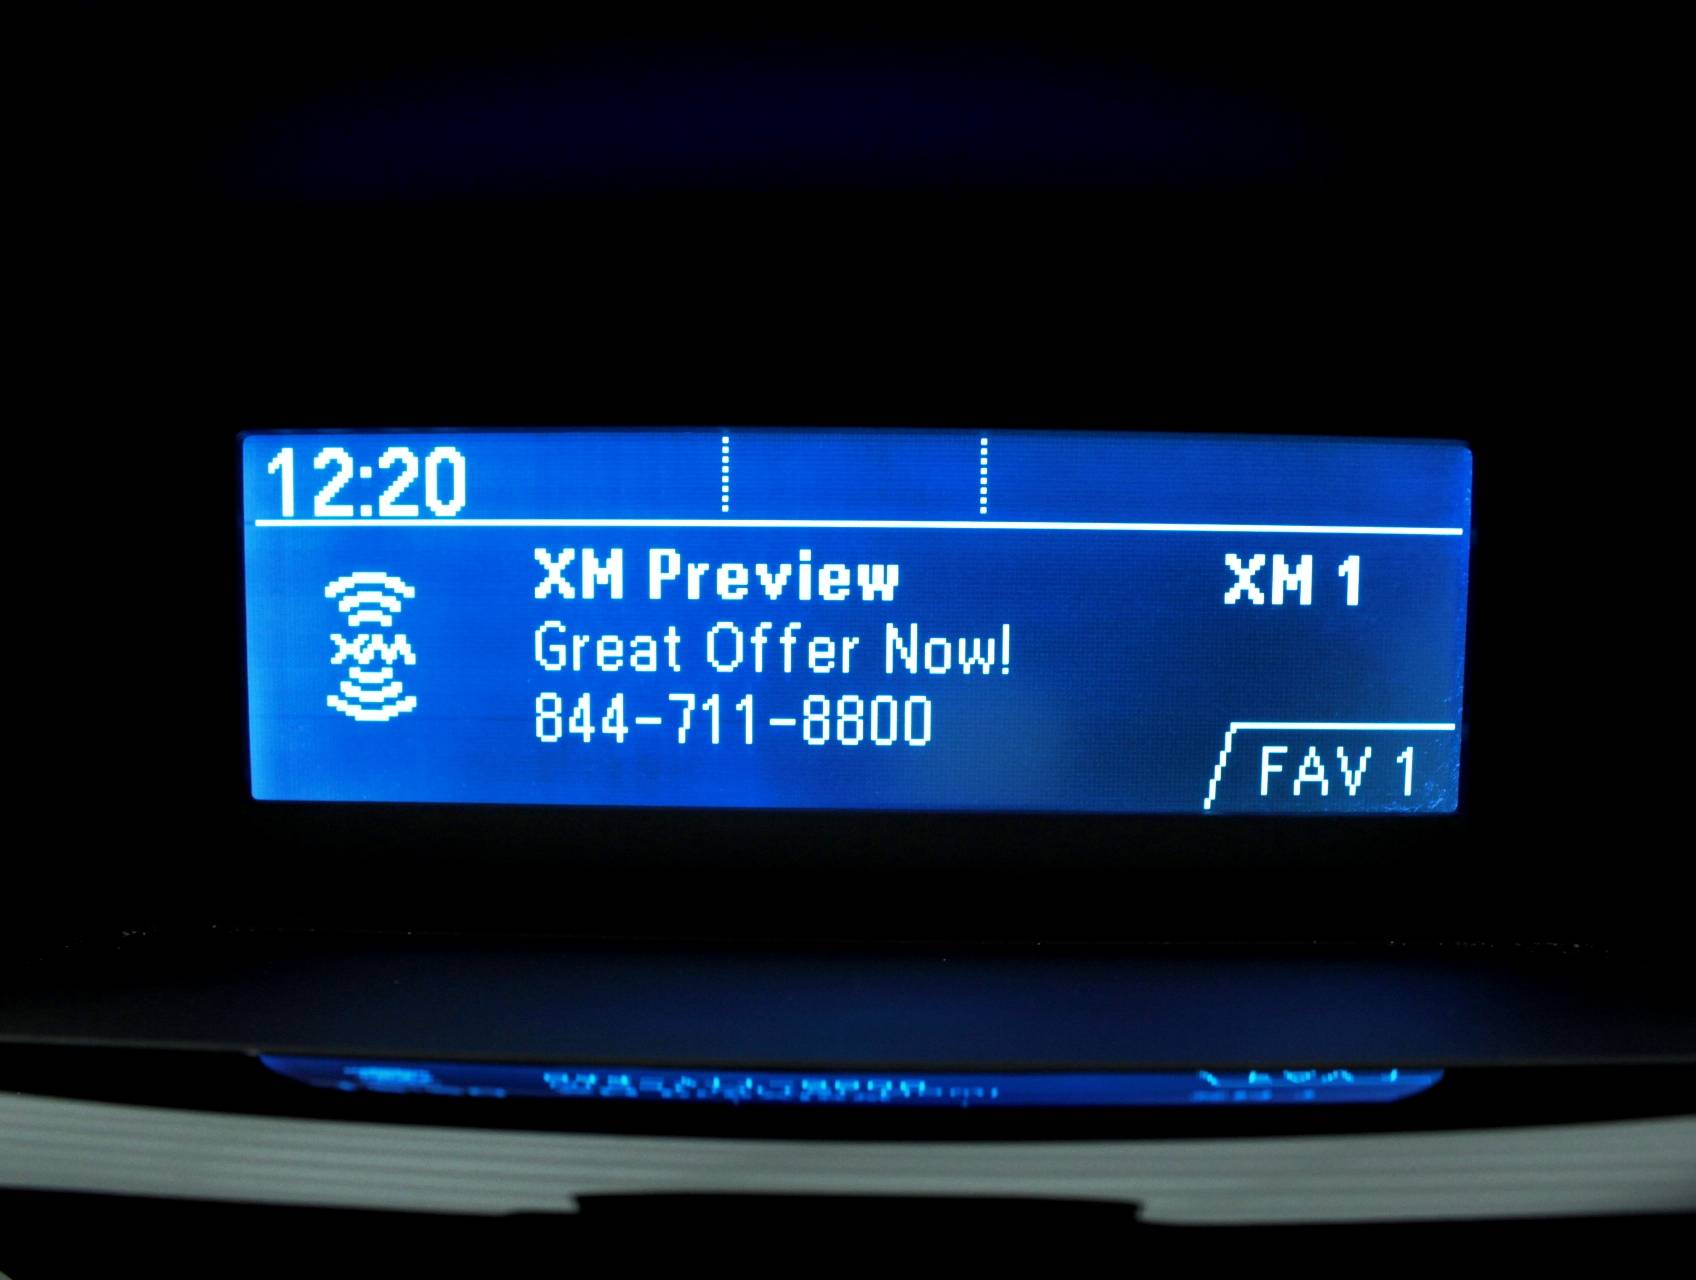 12:20
XM Preview XM 1
XM Great Offer Now!
844-711-8800
FAV 1